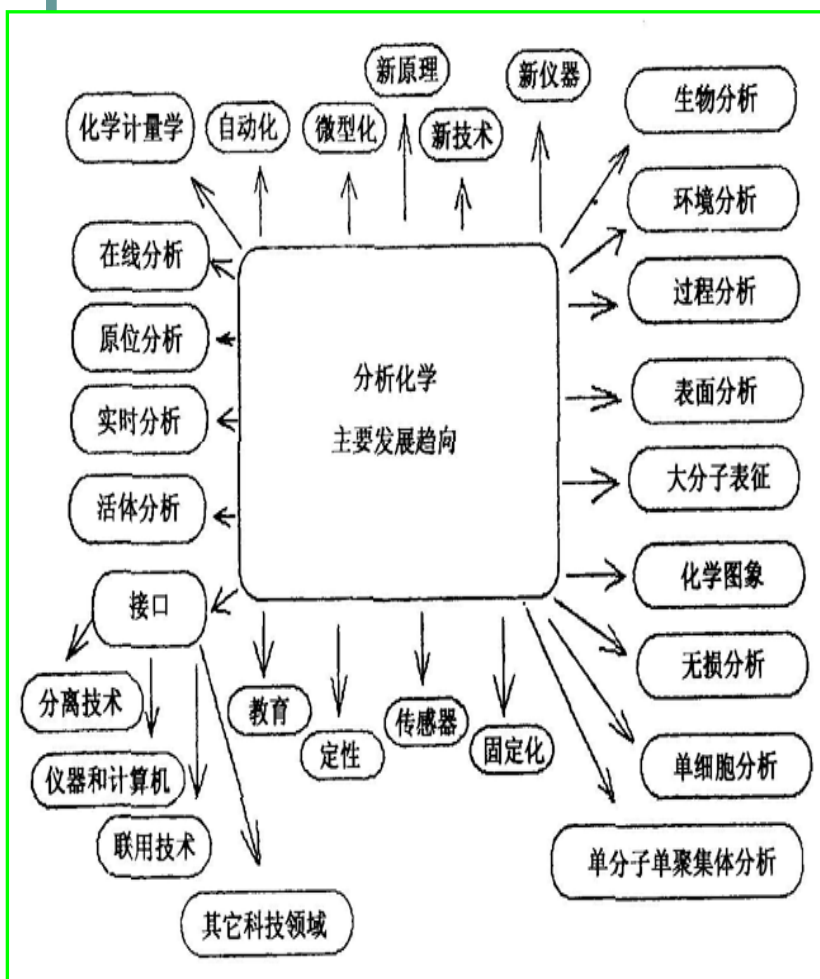 新原理
新仪器
生物分析
化学计量学
自动化
微型化
新技术
环境分析
在线分析
过程分析
原位分析
分析化学
表面分析
实时分析
主要发展趋向
大分子表征
活体分析
接口
化学图象
无损分析
分离技术
教育
传感器
定性
固定化
单细胞分析
仪器和计算机
联用技术
单分子单聚集体分析
其它科技领域